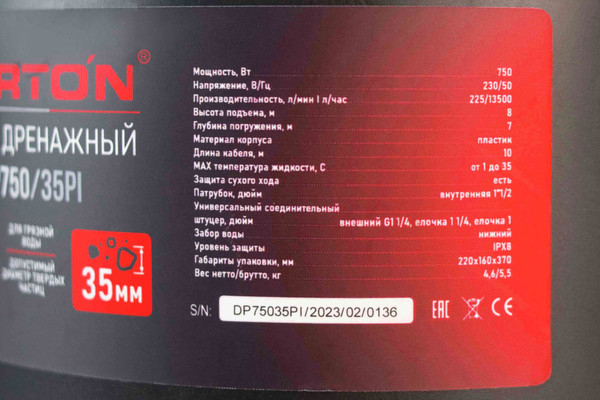 RTON®
ДРЕНАЖНЫЙ
750/35PI
ДЛЯ ГРЯЗНОЙ
ВОДЫ
ДОПУСТИМЫЙ
ДИАМЕТР ТВЕРДЫХ
ЧАСТИЦ
35мм
Мощность, Вт 750
Напряжение, В/Гц 230/50
Производительность, л/мин | л/час 225/13500
Высота подъема, м 8
Глубина погружения, м 7
Материал корпуса пластик
Длина кабеля, м 10
MAX температура жидкости, С от 1 до 35
Защита сухого хода есть
Патрубок, дюйм внутренняя 1"1/2
Универсальный соединительный
штуцер, дюйм внешний G1 1/4, елочка 1 1/4, елочка 1
Забор воды нижний
Уровень защиты IPX8
Габариты упаковки, мм 220х160х370
Вес нетто/брутто, кг 4,6/5,5
S/N: DP75035PI/2023/02/0136 EAC CE